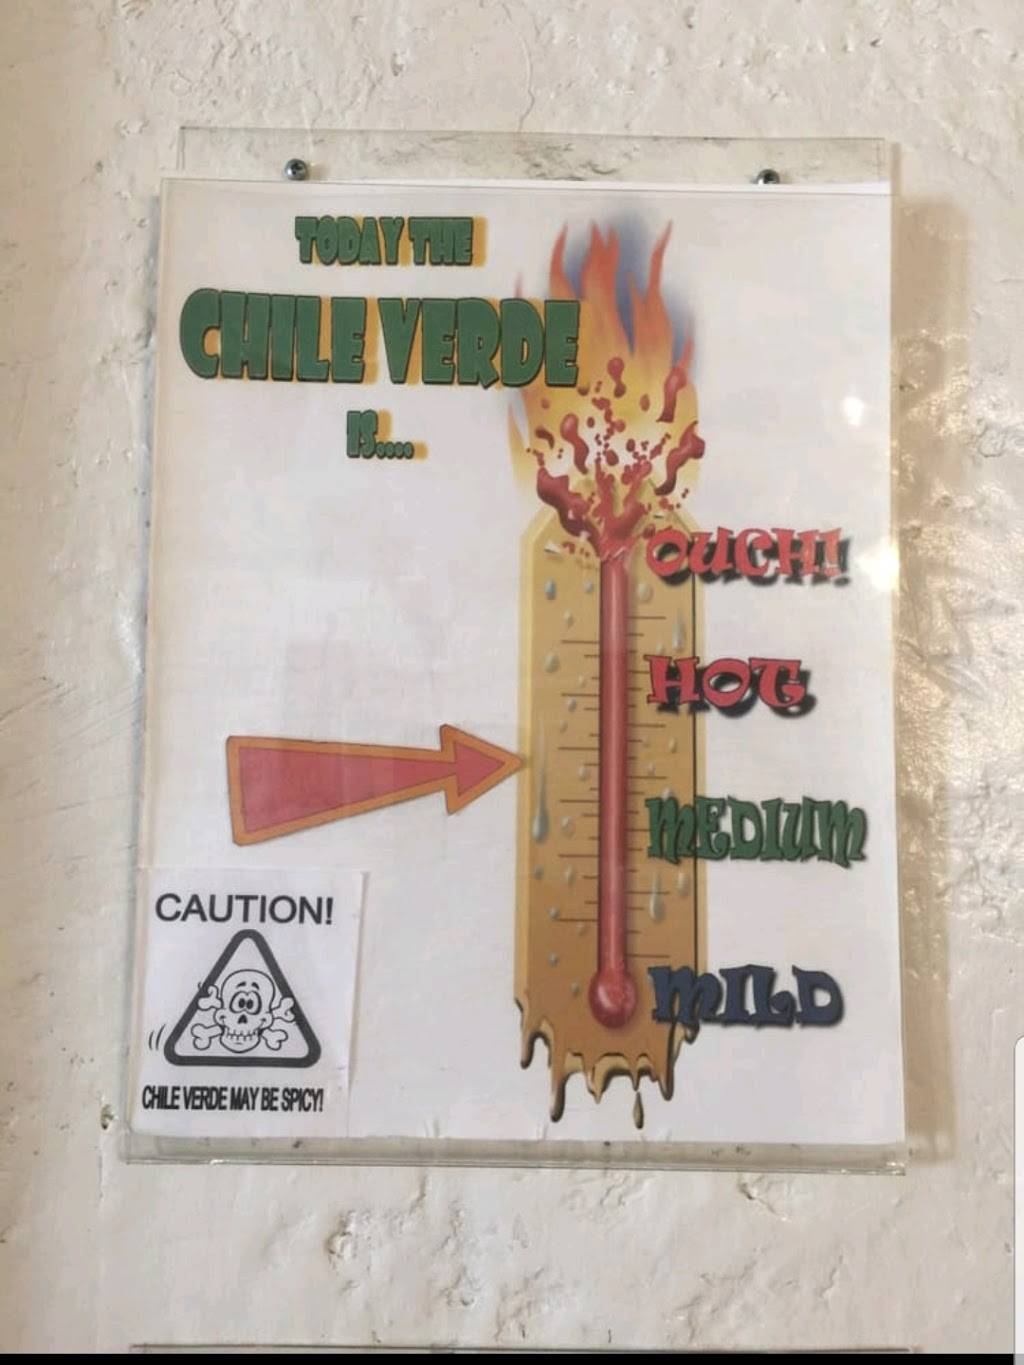 TODAY THE
CHILE VERDE
IS....
OUCH!
HOT
MEDIUM
MILD
CAUTION!
CHILE VERDE MAY BE SPICY!